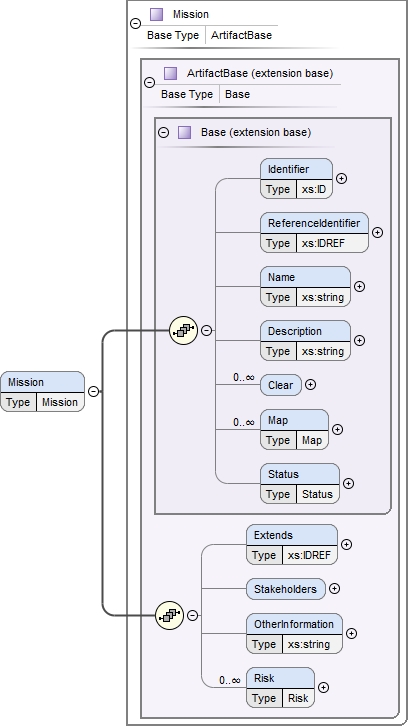 Mission
Base Type ArtifactBase
ArtifactBase (extension base)
Base Type Base
Base (extension base)
Identifier
Type xs:ID
ReferenceIdentifier
Type xs:IDREF
Name
Type xs:string
Description
Type xs:string
0..∞
Clear
0..∞
Map
Type Map
Status
Type Status
Mission
Type Mission
Extends
Type xs:IDREF
Stakeholders
OtherInformation
Type xs:string
0..∞
Risk
Type Risk